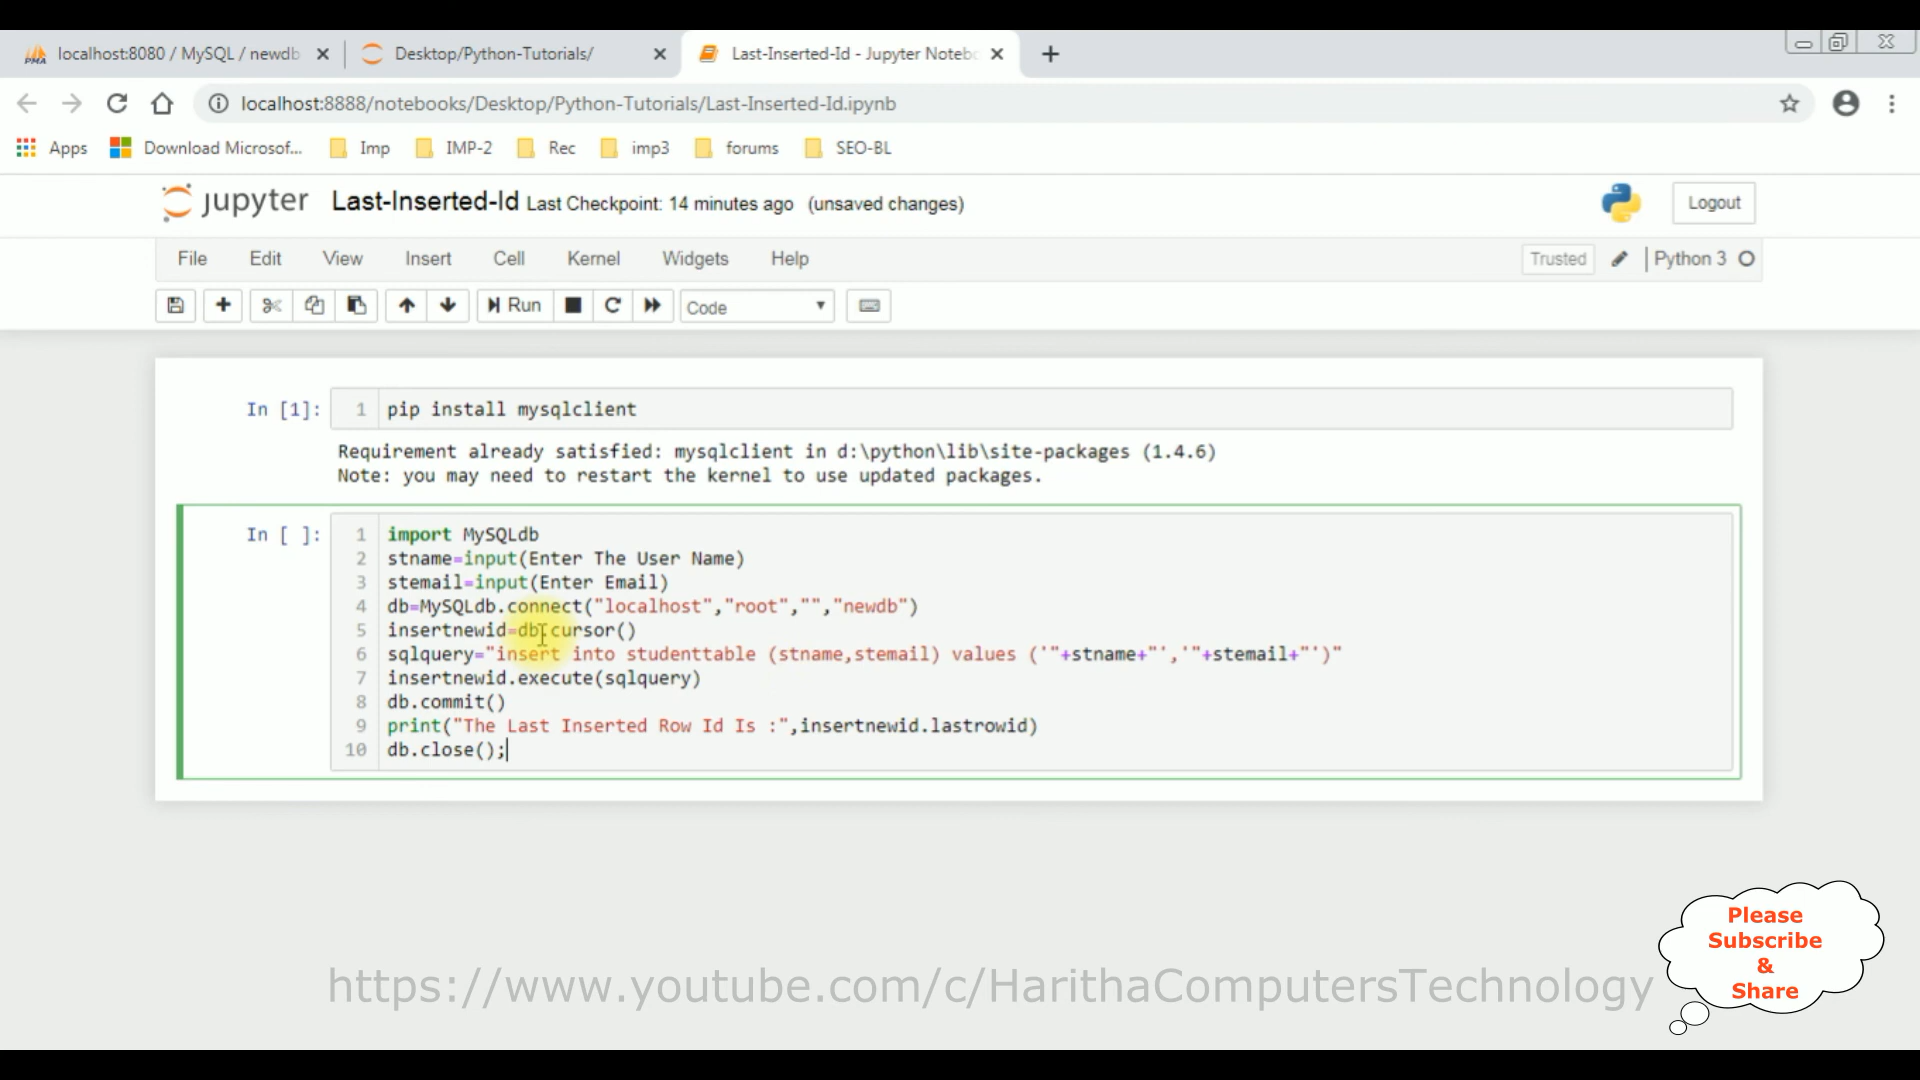 localhost:8080 / MySQL / newdb
Desktop/Python-Tutorials/
Last-Inserted-Id - Jupyter Noteb
localhost:8888/notebooks/Desktop/Python-Tutorials/Last-Inserted-Id.ipynb
Apps Download Microsof... Imp IMP-2 Rec imp3 forums SEO-BL
jupyter Last-Inserted-Id Last Checkpoint: 14 minutes ago (unsaved changes) Logout
File Edit View Insert Cell Kernel Widgets Help Trusted Python 3
Run Code
In [1]: 1 pip install mysqlclient
Requirement already satisfied: mysqlclient in d:\python\lib\site-packages (1.4.6)
Note: you may need to restart the kernel to use updated packages.
In [ ]: 1 import MySQLdb
2 stname=input(Enter The User Name)
3 stemail=input(Enter Email)
4 db=MySQLdb.connect("localhost","root","","newdb")
5 insertnewid=db.cursor()
6 sqlquery="insert into studenttable (stname,stemail) values ('"+stname+"','"+stemail+"')"
7 insertnewid.execute(sqlquery)
8 db.commit()
9 print("The Last Inserted Row Id Is :",insertnewid.lastrowid)
10 db.close();
Please
Subscribe
&
Share
https://www.youtube.com/c/HarithaComputersTechnology